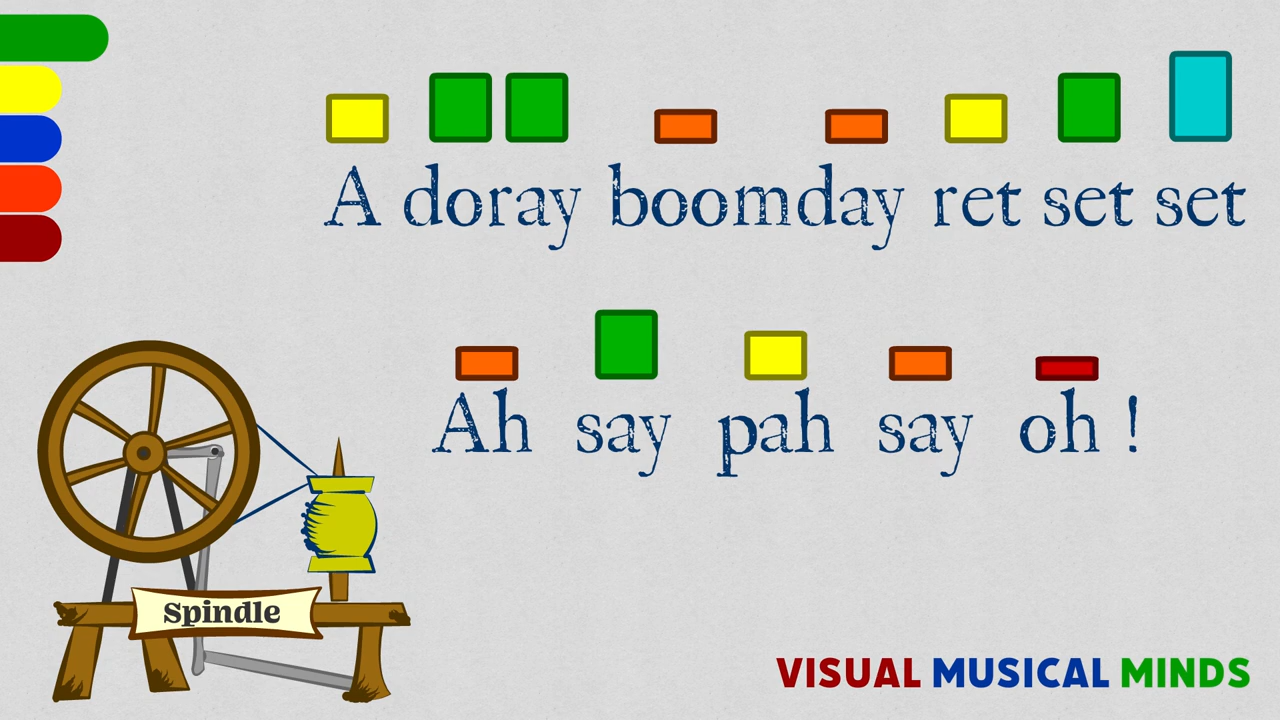 A doray boomday ret set set
Ah say pah say oh !
Spindle
VISUAL MUSICAL MINDS